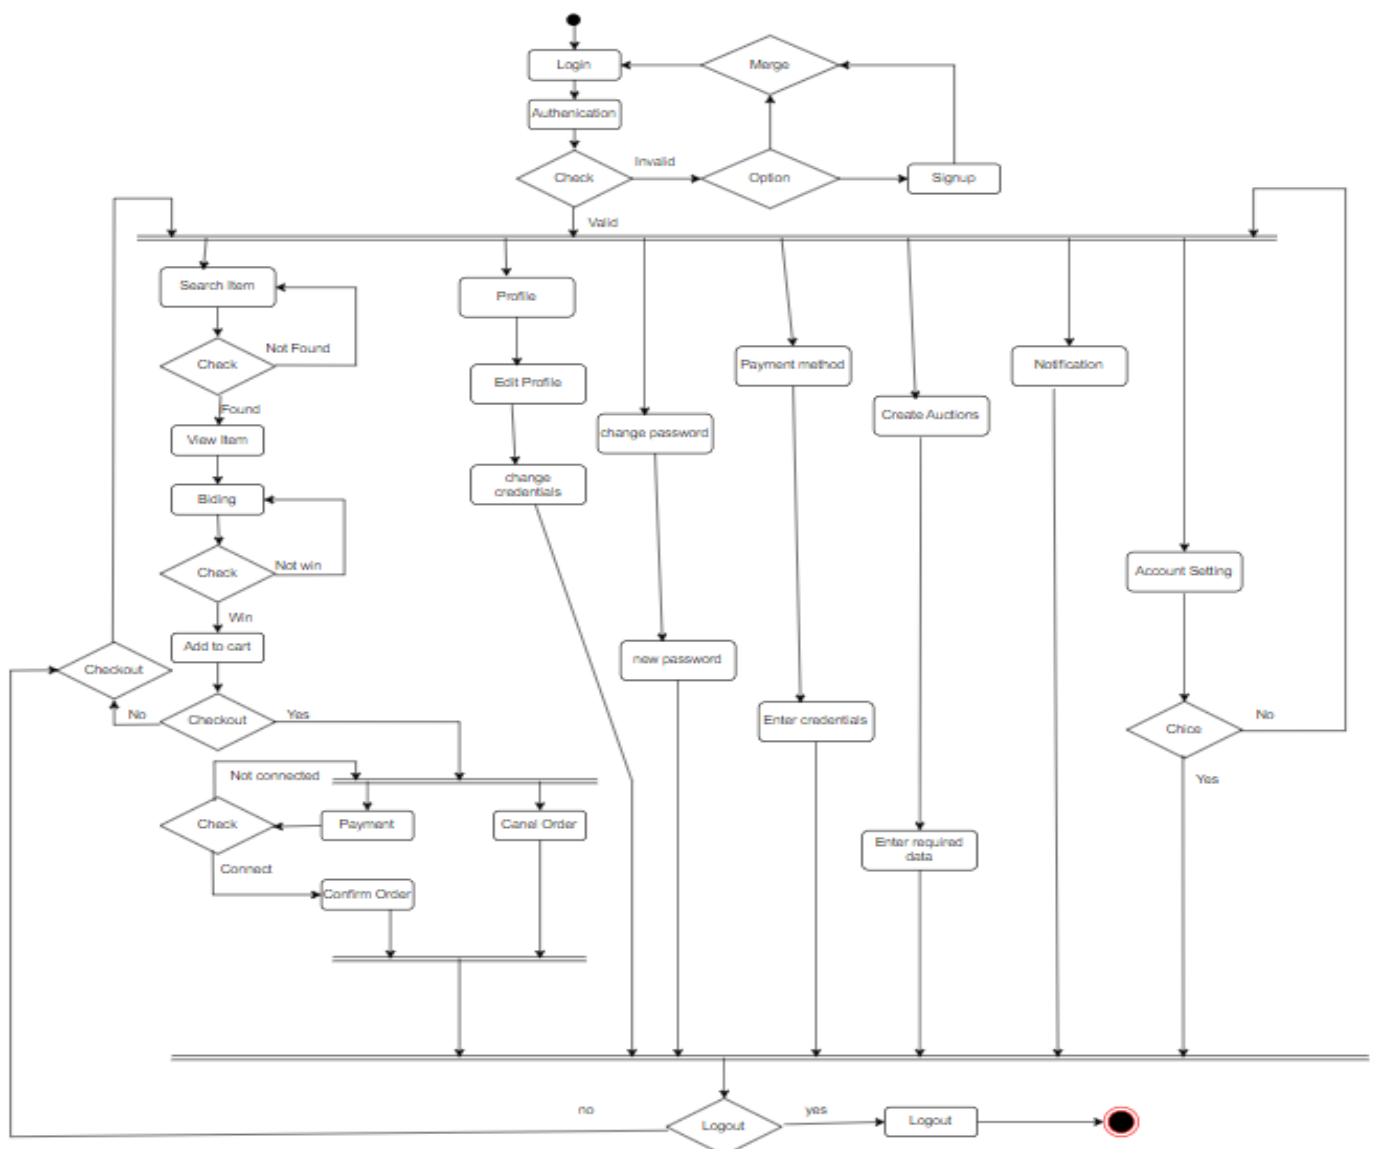 Login
Merge
Authenication
Invalid
Check
Option
Signup
Valid
Search Item
Profile
Not Found
Check
Payment method
Notification
Edit Profile
Found
Create Auctions
View Item
change password
change
credentials
Biding
Not win
Check
Account Setting
Win
Add to cart
new password
Checkout
No
Checkout
Yes
Enter credentials
Chice
No
Not connected
Yes
Check
Payment
Canel Order
Enter required
data
Connect
Confirm Order
no
yes
Logout
Logout